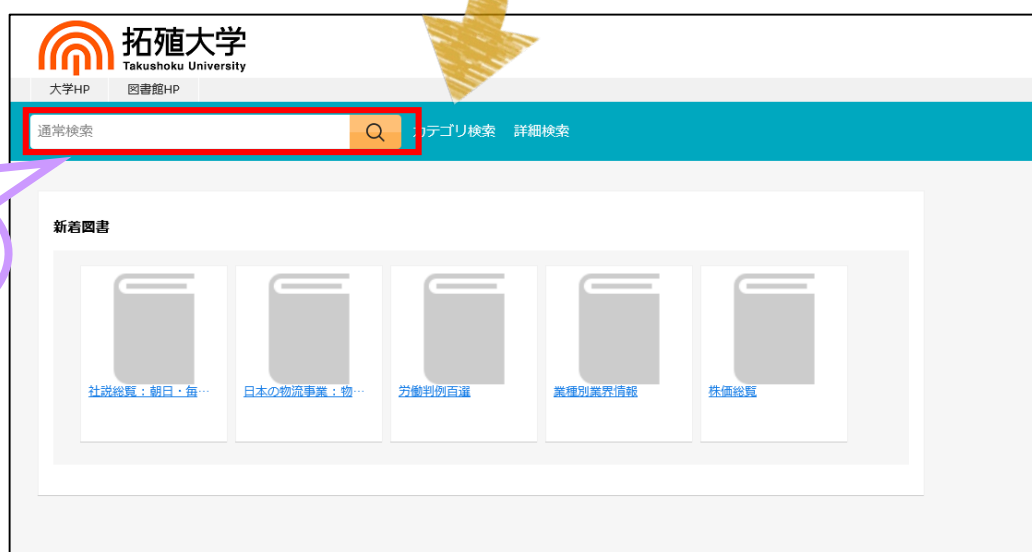 拓殖大学
Takushoku University
大学HP 図書館HP
通常検索 カテゴリ検索 詳細検索
新着図書
社説総覧：朝日・毎… 日本の物流事業：物… 労働判例百選 業種別業界情報 株価総覧